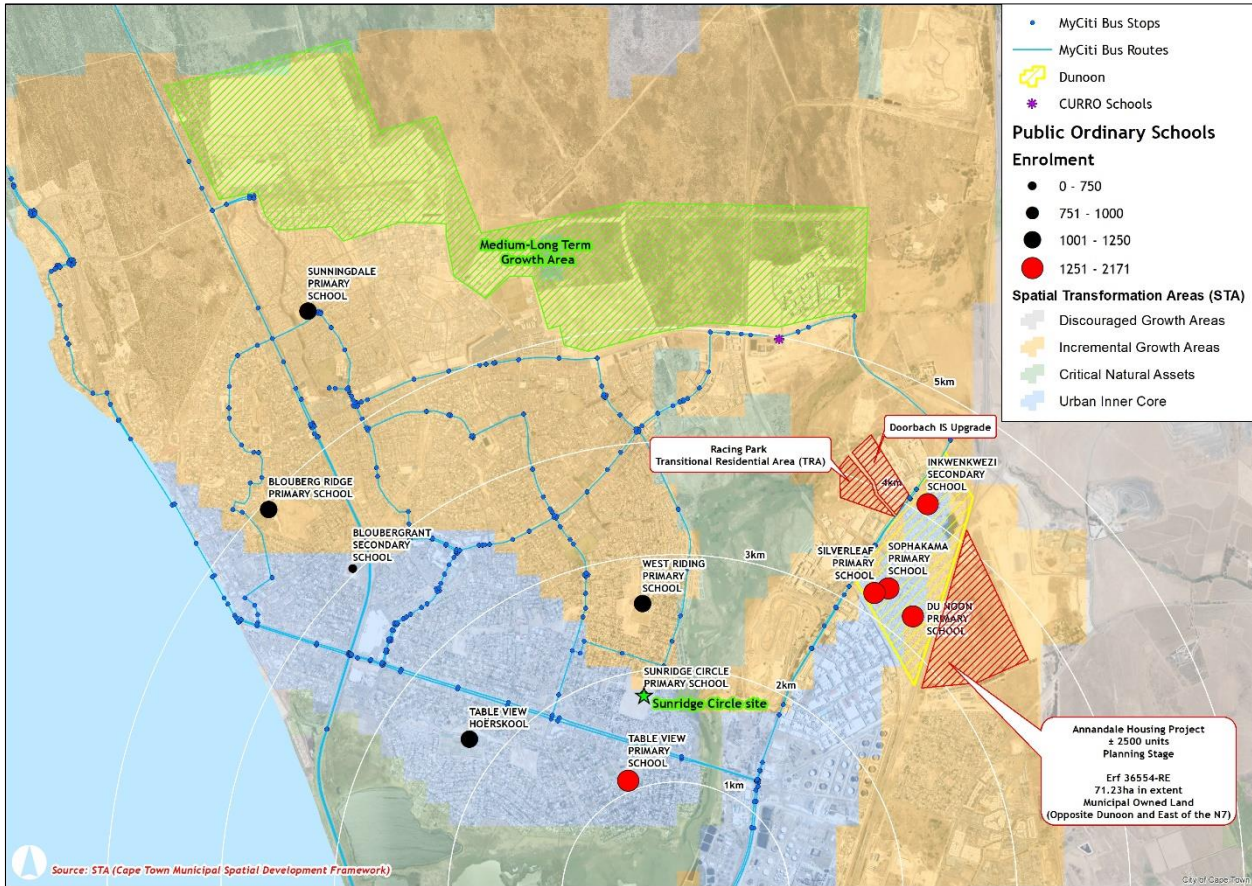 MyCiti Bus Stops
MyCiti Bus Routes
Dunoon
CURRO Schools
Public Ordinary Schools
Enrolment
0 - 750
751 - 1000
1001 - 1250
1251 - 2171
Spatial Transformation Areas (STA)
Discouraged Growth Areas
Incremental Growth Areas
Critical Natural Assets
Urban Inner Core
Medium-Long Term
Growth Area
SUNNINGDALE
PRIMARY
SCHOOL
5km
Doorbach IS Upgrade
Racing Park
Transitional Residential Area (TRA)
INKWENKWEZI
SECONDARY
SCHOOL
4km
BLOUBERG RIDGE
PRIMARY SCHOOL
BLOUBERGRANT
SECONDARY
SCHOOL
3km
WEST RIDING
PRIMARY
SCHOOL
SILVERLEAF
PRIMARY
SCHOOL
SOPHAKAMA
PRIMARY
SCHOOL
DU NOON
PRIMARY
SCHOOL
SUNRIDGE CIRCLE
PRIMARY SCHOOL
2km
Sunridge Circle site
TABLE VIEW
HOËRSKOOL
TABLE VIEW
PRIMARY
SCHOOL
1km
Annandale Housing Project
± 2500 units
Planning Stage
Erf 36554-RE
71.23ha in extent
Municipal Owned Land
(Opposite Dunoon and East of the N7)
Source: STA (Cape Town Municipal Spatial Development Framework)
City of Cape Town